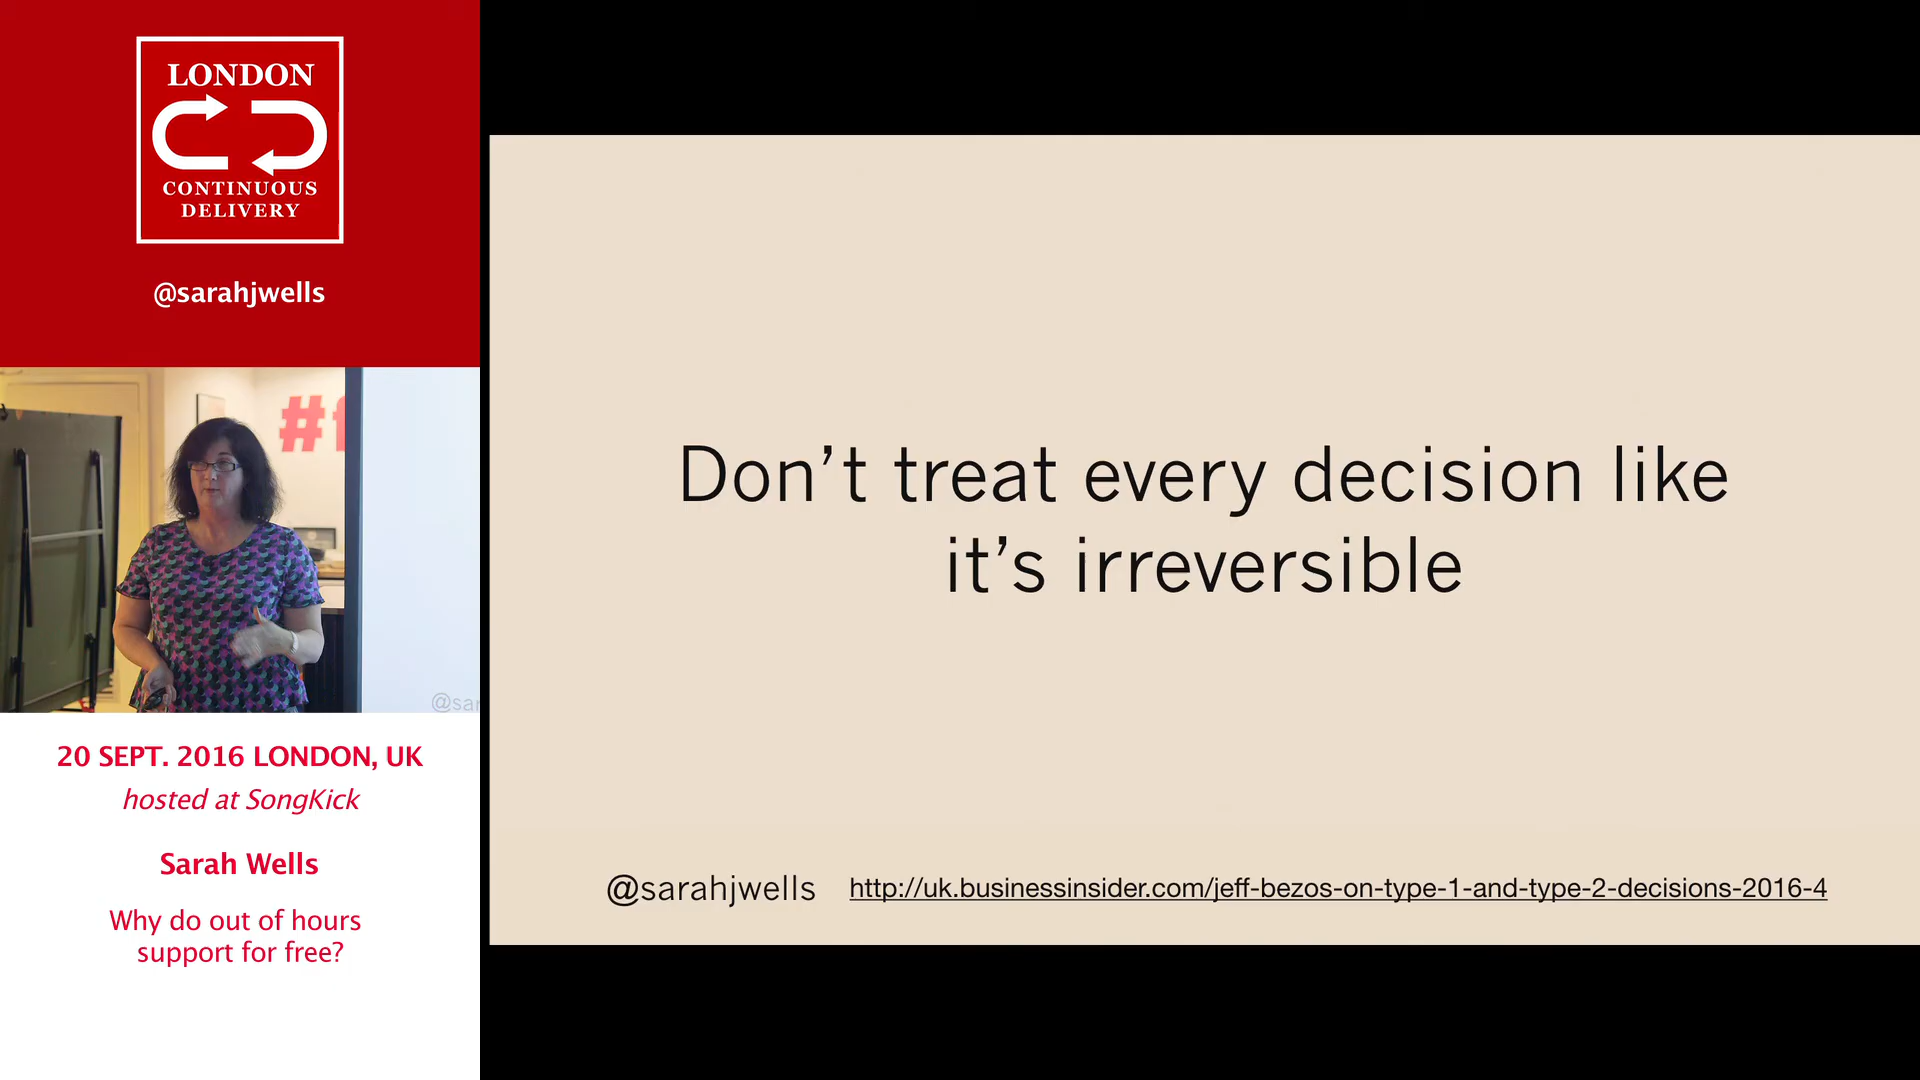 LONDON
CONTINUOUS
DELIVERY
@sarahjwells
#f
@sar
20 SEPT. 2016 LONDON, UK
hosted at SongKick
Sarah Wells
Why do out of hours
support for free?
Don’t treat every decision like
it’s irreversible
@sarahjwells http://uk.businessinsider.com/jeff-bezos-on-type-1-and-type-2-decisions-2016-4